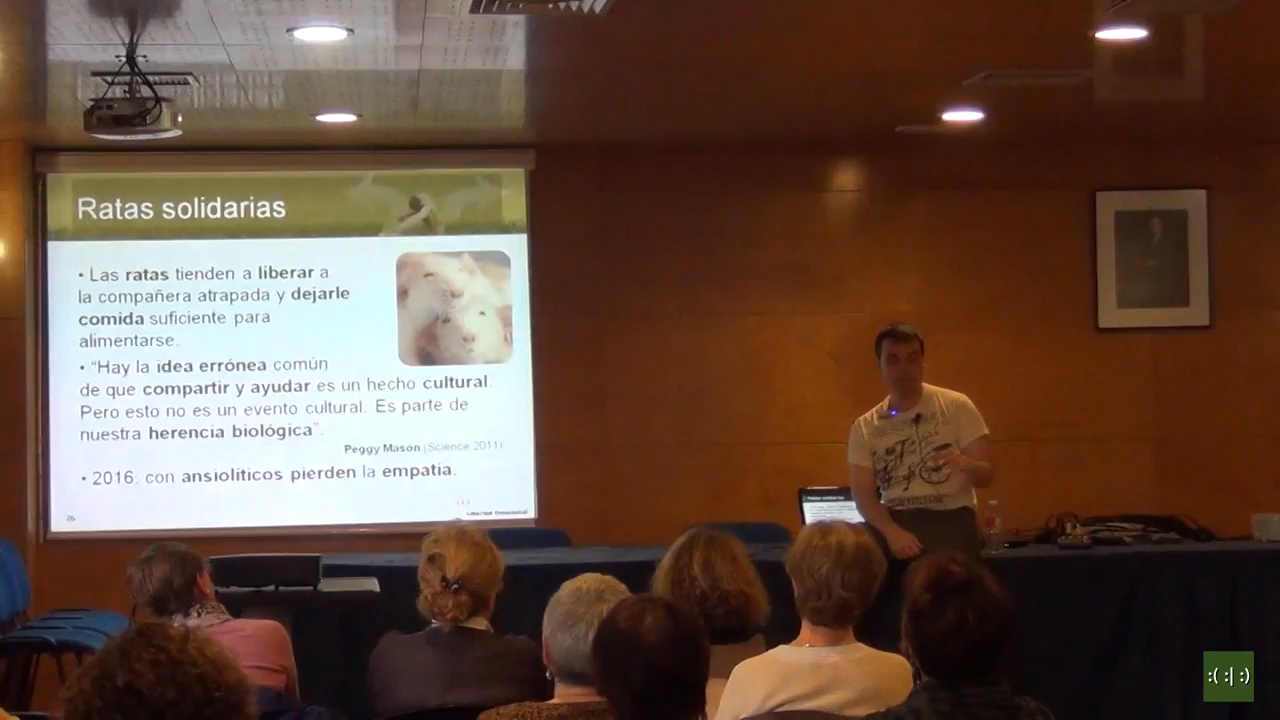 Ratas solidarias
• Las ratas tienden a liberar a
la compañera atrapada y dejarle
comida suficiente para
alimentarse.
• “Hay la idea errónea común
de que compartir y ayudar es un hecho cultural.
Pero esto no es un evento cultural. Es parte de
nuestra herencia biológica”.
Peggy Mason (Science 2011)
• 2016: con ansiolíticos pierden la empatía.
26
Libertad Emocional
:( :| :)